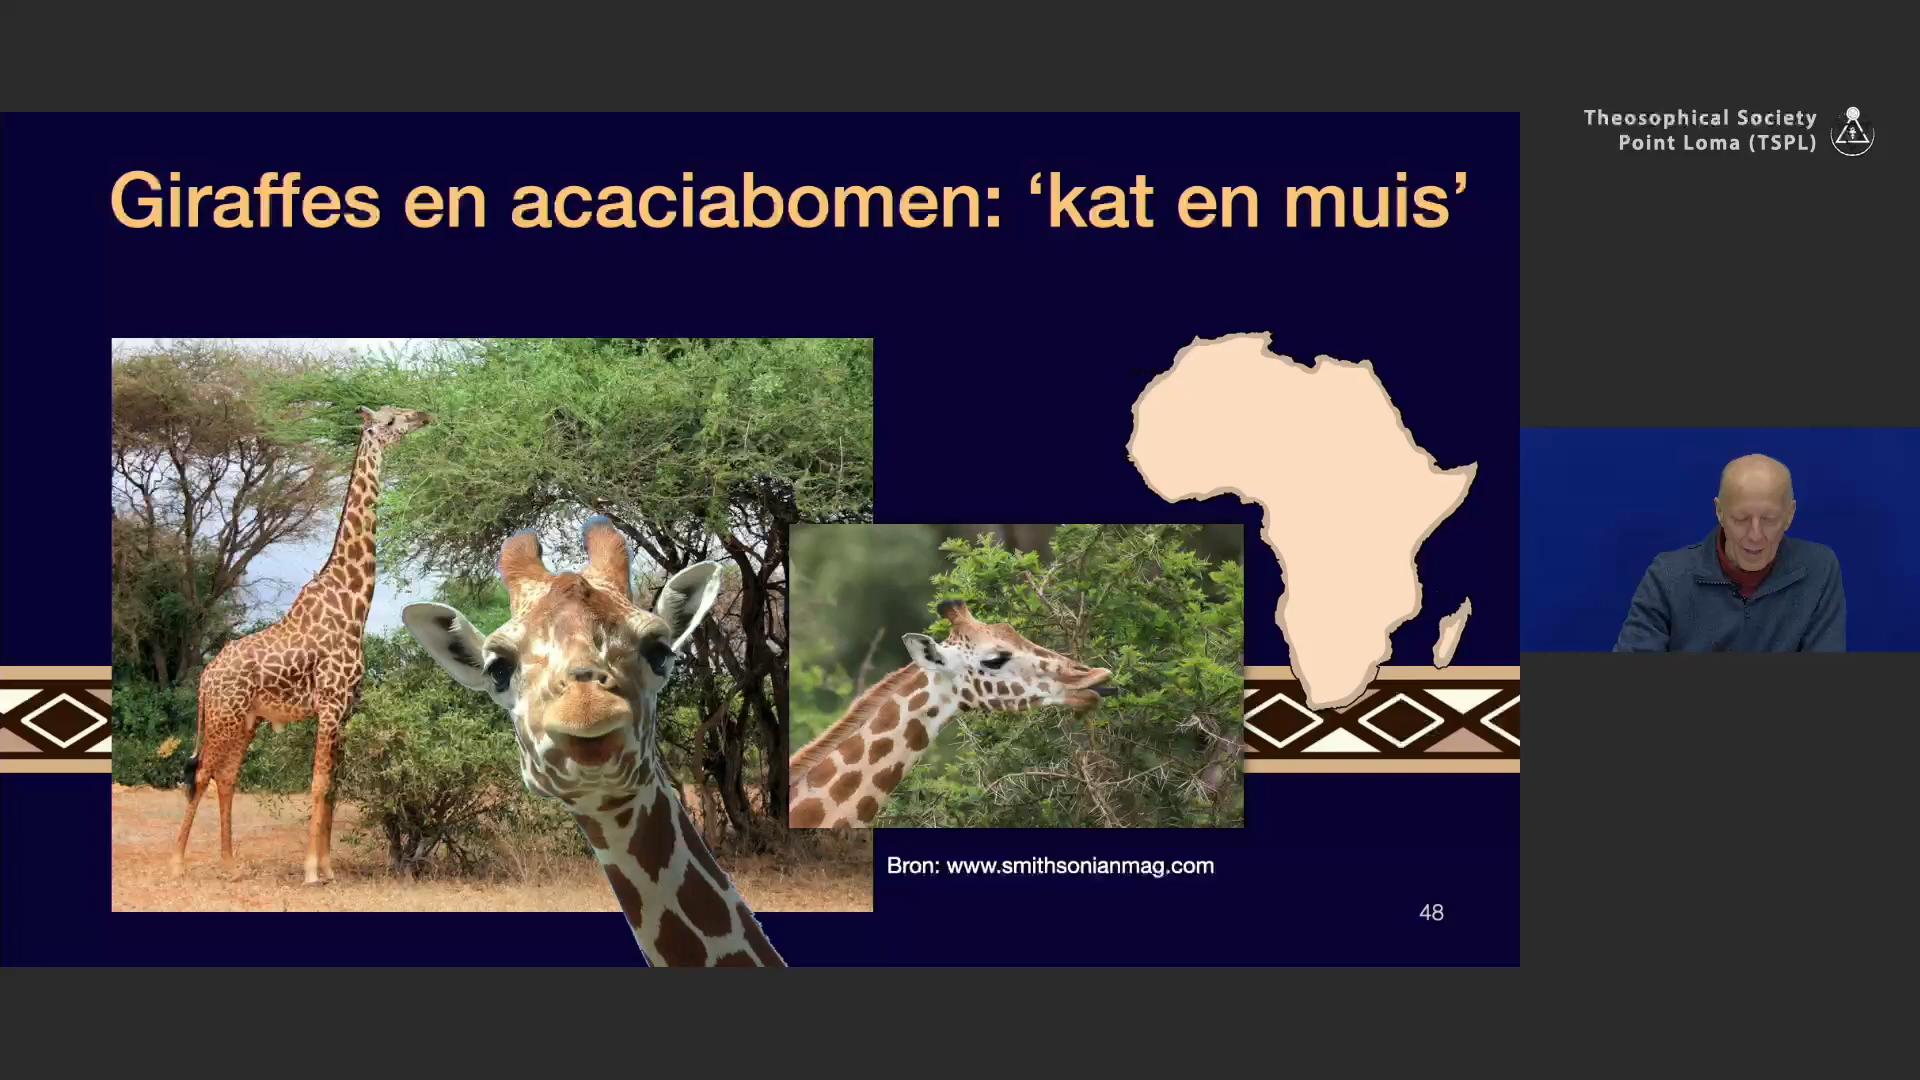 Theosophical Society
Point Loma (TSPL)
Giraffes en acaciabomen: ‘kat en muis’
Bron: www.smithsonianmag.com
48